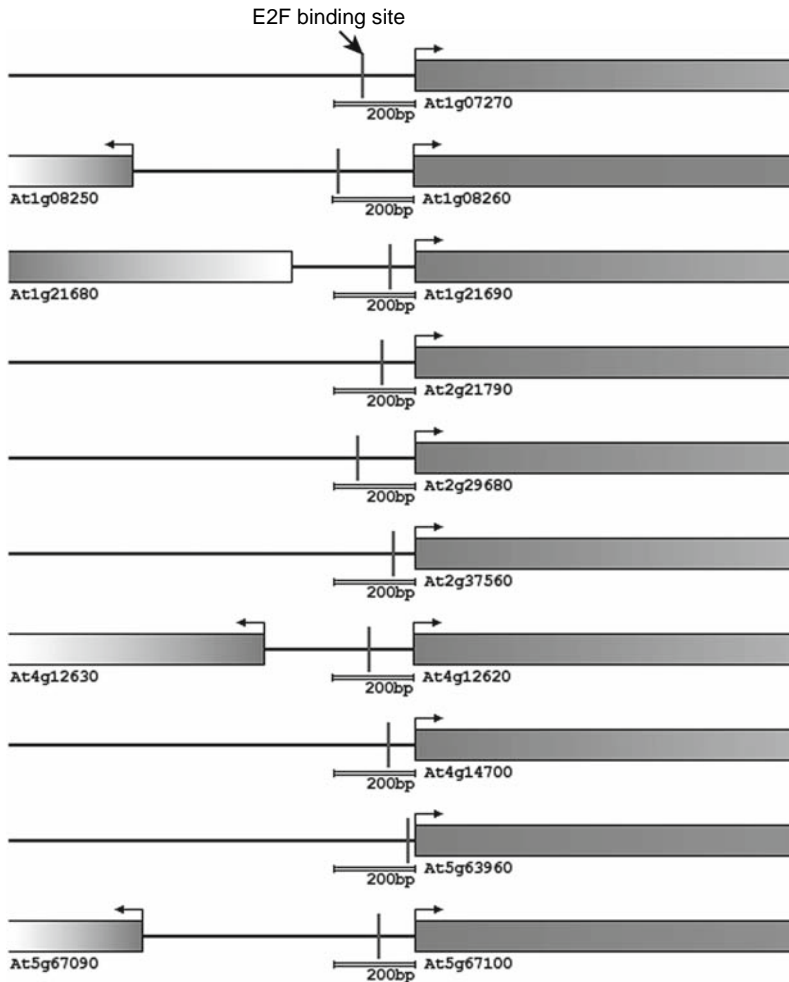 E2F binding site
200bp At1g07270
At1g08250 200bp At1g08260
At1g21680 200bp At1g21690
200bp At2g21790
200bp At2g29680
200bp At2g37560
At4g12630 200bp At4g12620
200bp At4g14700
200bp At5g63960
At5g67090 200bp At5g67100